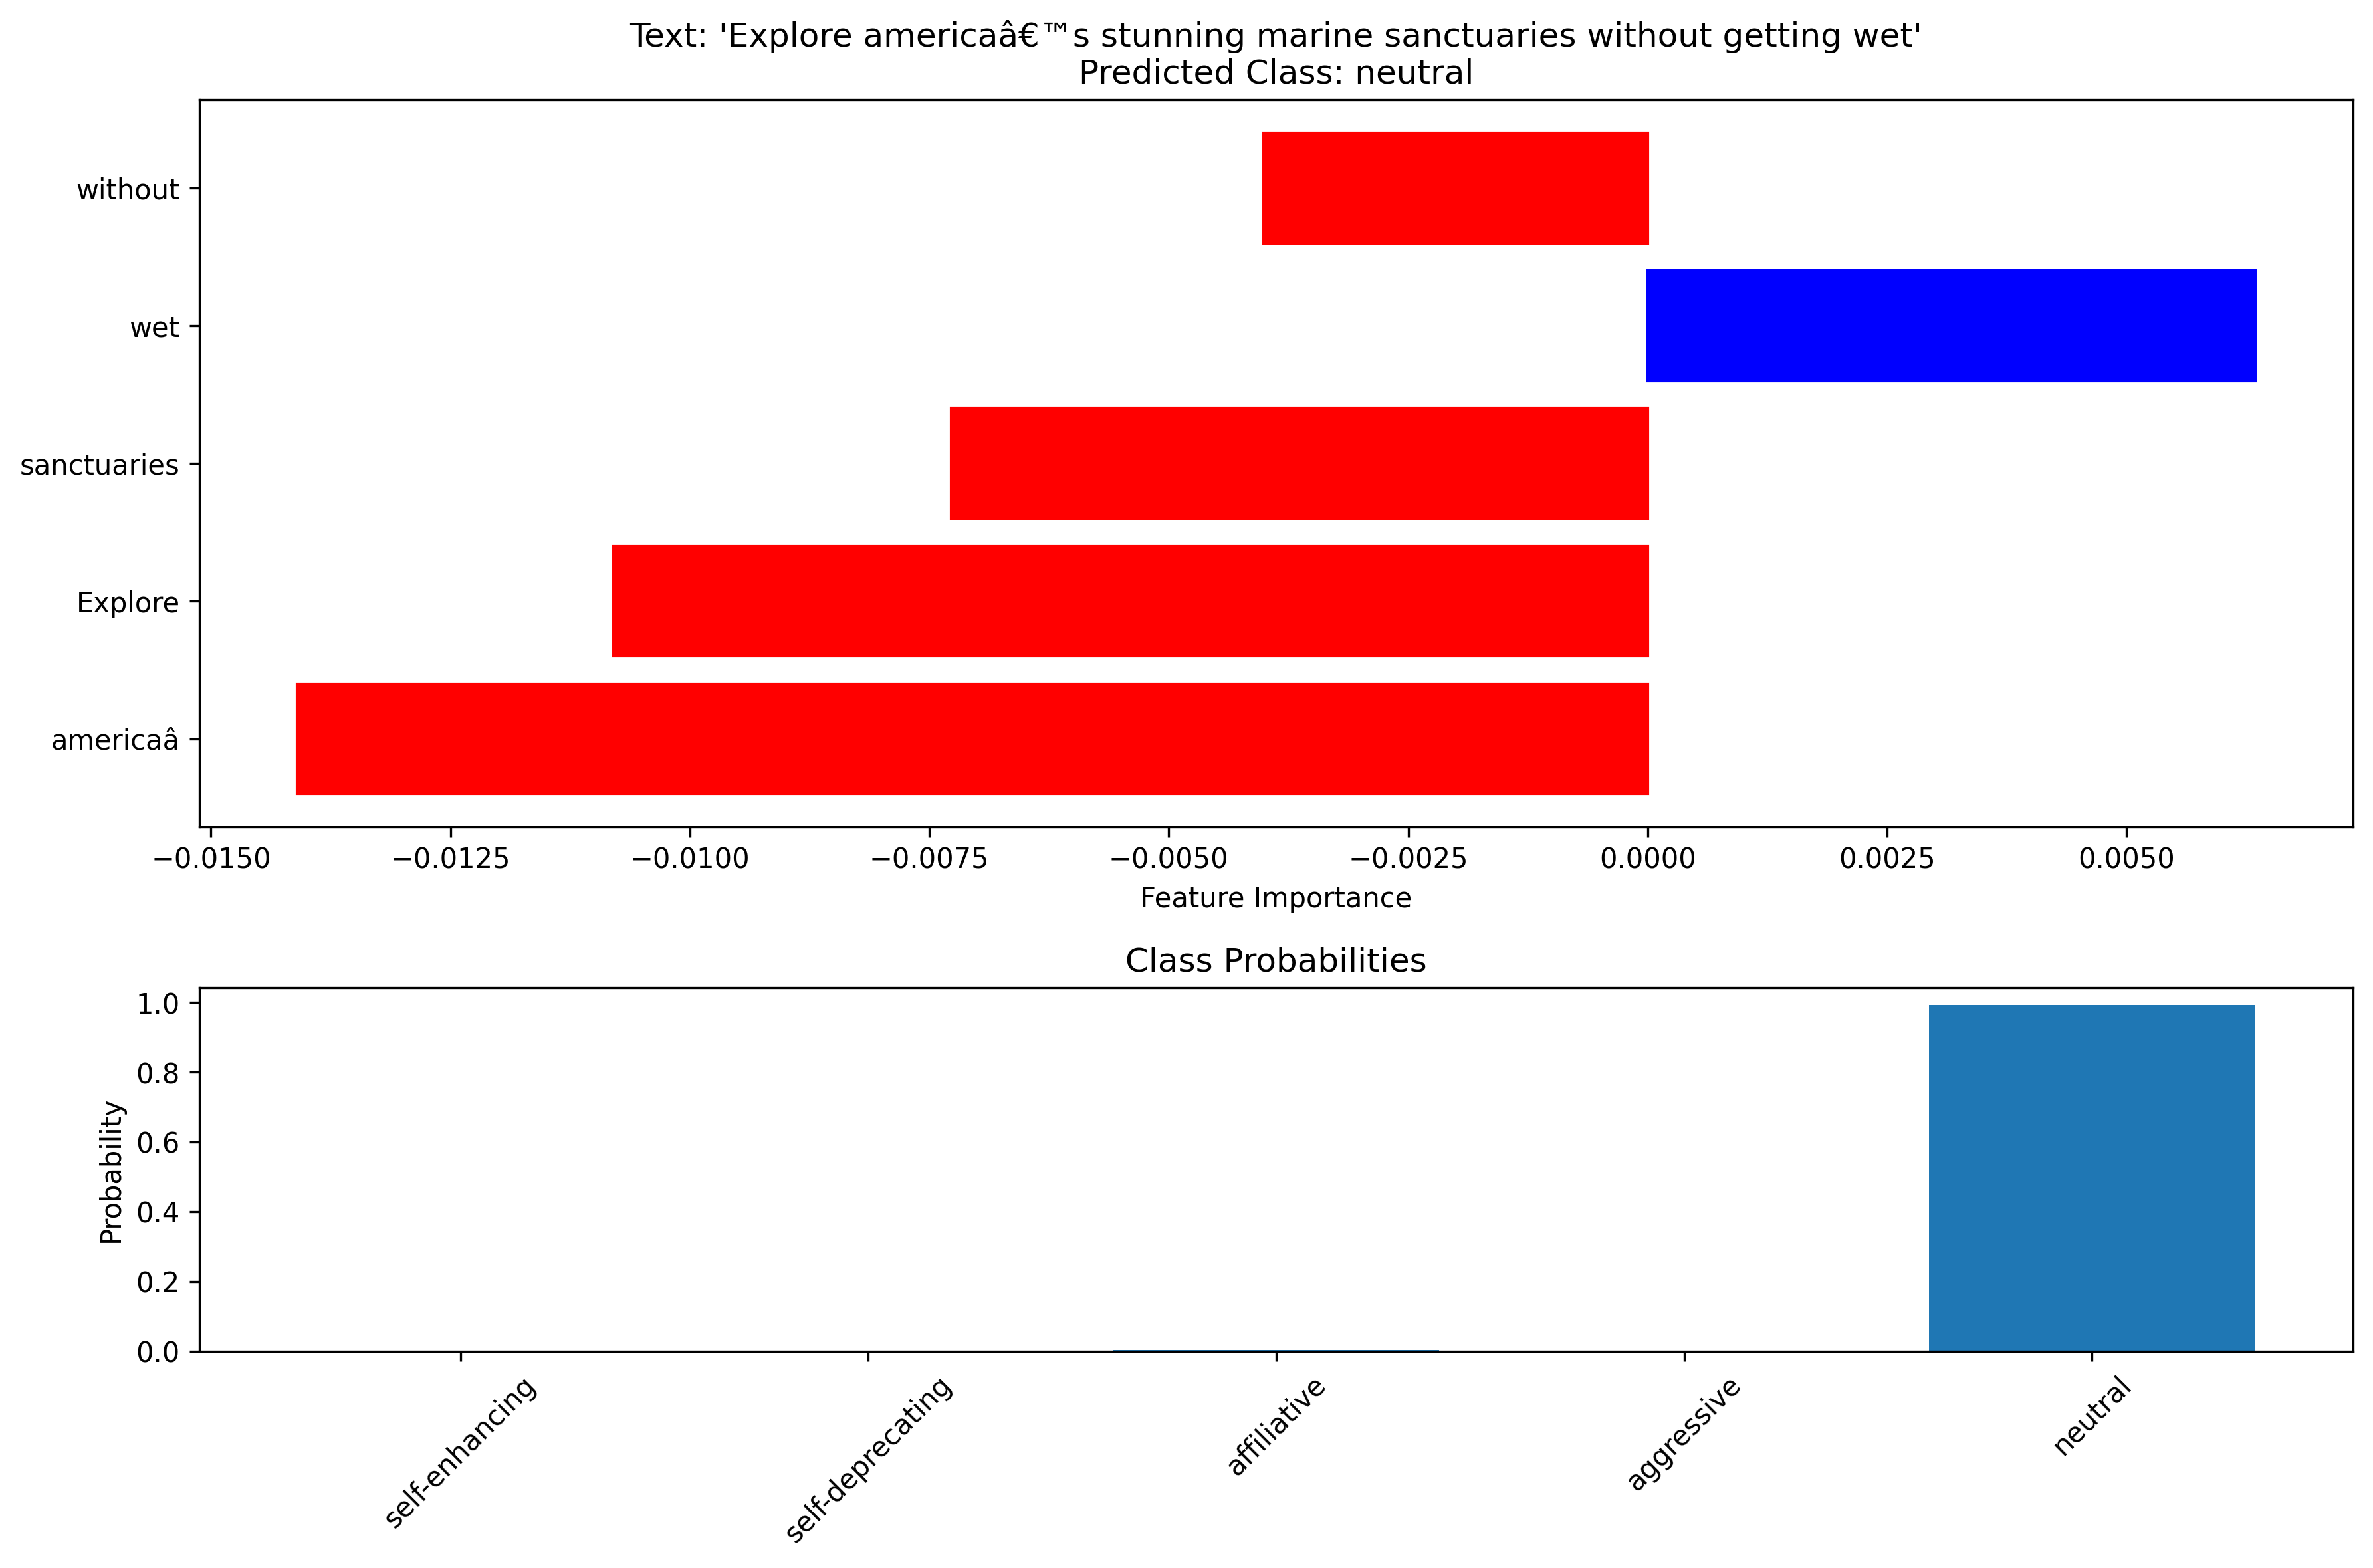 Text: 'Explore americaâ€™s stunning marine sanctuaries without getting wet'
Predicted Class: neutral
without
wet
sanctuaries
Explore
americaâ
−0.0150 −0.0125 −0.0100 −0.0075 −0.0050 −0.0025 0.0000 0.0025 0.0050
Feature Importance
Class Probabilities
1.0
0.8
0.6
0.4
0.2
0.0
Probability
self-enhancing self-deprecating affiliative aggressive neutral